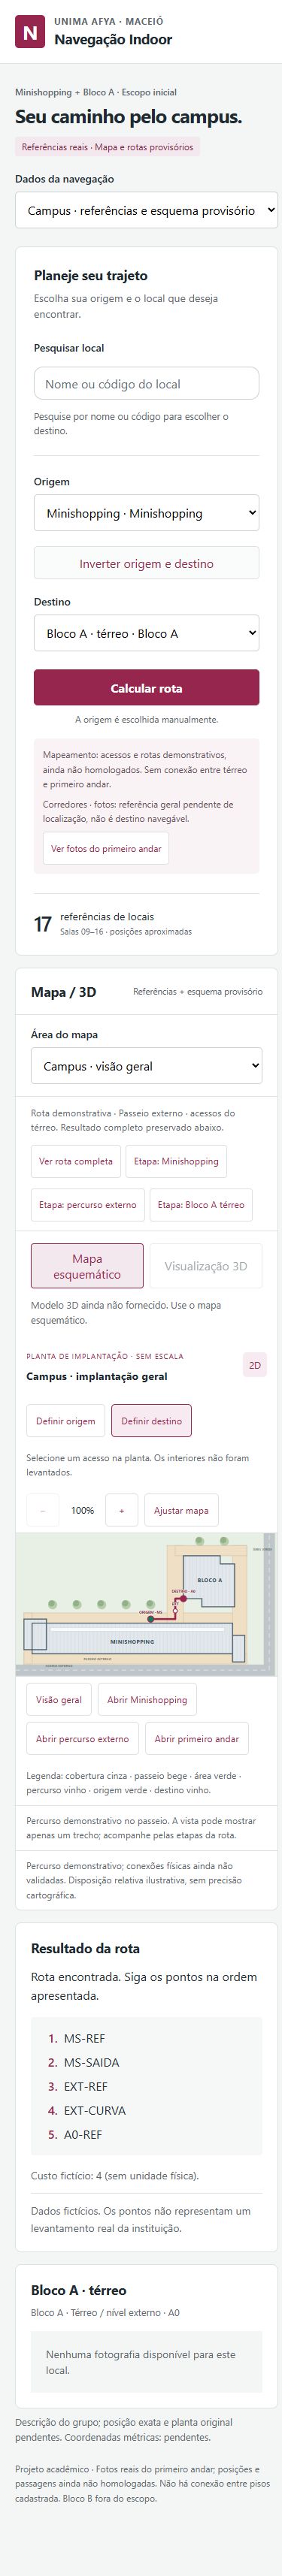 N
UNIMA AFYA · MACEIÓ
Navegação Indoor
Minishopping + Bloco A · Escopo inicial
Seu caminho pelo campus.
Referências reais · Mapa e rotas provisórios
Dados da navegação
Campus · referências e esquema provisório
Planeje seu trajeto
Escolha sua origem e o local que deseja
encontrar.
Pesquisar local
Nome ou código do local
Pesquise por nome ou código para escolher o
destino.
Origem
Minishopping · Minishopping
Inverter origem e destino
Destino
Bloco A · térreo · Bloco A
Calcular rota
A origem é escolhida manualmente.
Mapeamento: acessos e rotas demonstrativos,
ainda não homologados. Sem conexão entre térreo
e primeiro andar.
Corredores · fotos: referência geral pendente de
localização, não é destino navegável.
Ver fotos do primeiro andar
17 referências de locais
Salas 09–16 · posições aproximadas
Mapa / 3D
Referências + esquema provisório
Área do mapa
Campus · visão geral
Rota demonstrativa · Passeio externo · acessos do
térreo. Resultado completo preservado abaixo.
Ver rota completa
Etapa: Minishopping
Etapa: percurso externo
Etapa: Bloco A térreo
Mapa
esquemático
Visualização 3D
Modelo 3D ainda não fornecido. Use o mapa
esquemático.
PLANTA DE IMPLANTAÇÃO · SEM ESCALA
Campus · implantação geral
2D
Definir origem
Definir destino
Selecione um acesso na planta. Os interiores não foram
levantados.
−
100%
+
Ajustar mapa
BLOCO A
DESTINO · A0
ORIGEM · MS
MINISHOPPING
Visão geral
Abrir Minishopping
Abrir percurso externo
Abrir primeiro andar
Legenda: cobertura cinza · passeio bege · área verde ·
percurso vinho · origem verde · destino vinho.
Percurso demonstrativo no passeio. A vista pode mostrar
apenas um trecho; acompanhe pelas etapas da rota.
Percurso demonstrativo; conexões físicas ainda não
validadas. Disposição relativa ilustrativa, sem precisão
cartográfica.
Resultado da rota
Rota encontrada. Siga os pontos na ordem
apresentada.
1. MS-REF
2. MS-SAIDA
3. EXT-REF
4. EXT-CURVA
5. A0-REF
Custo fictício: 4 (sem unidade física).
Dados fictícios. Os pontos não representam um
levantamento real da instituição.
Bloco A · térreo
Bloco A · Térreo / nível externo · A0
Nenhuma fotografia disponível para este
local.
Descrição do grupo; posição exata e planta original
pendentes. Coordenadas métricas: pendentes.
Projeto acadêmico · Fotos reais do primeiro andar; posições e
passagens ainda não homologadas. Não há conexão entre pisos
cadastrada. Bloco B fora do escopo.